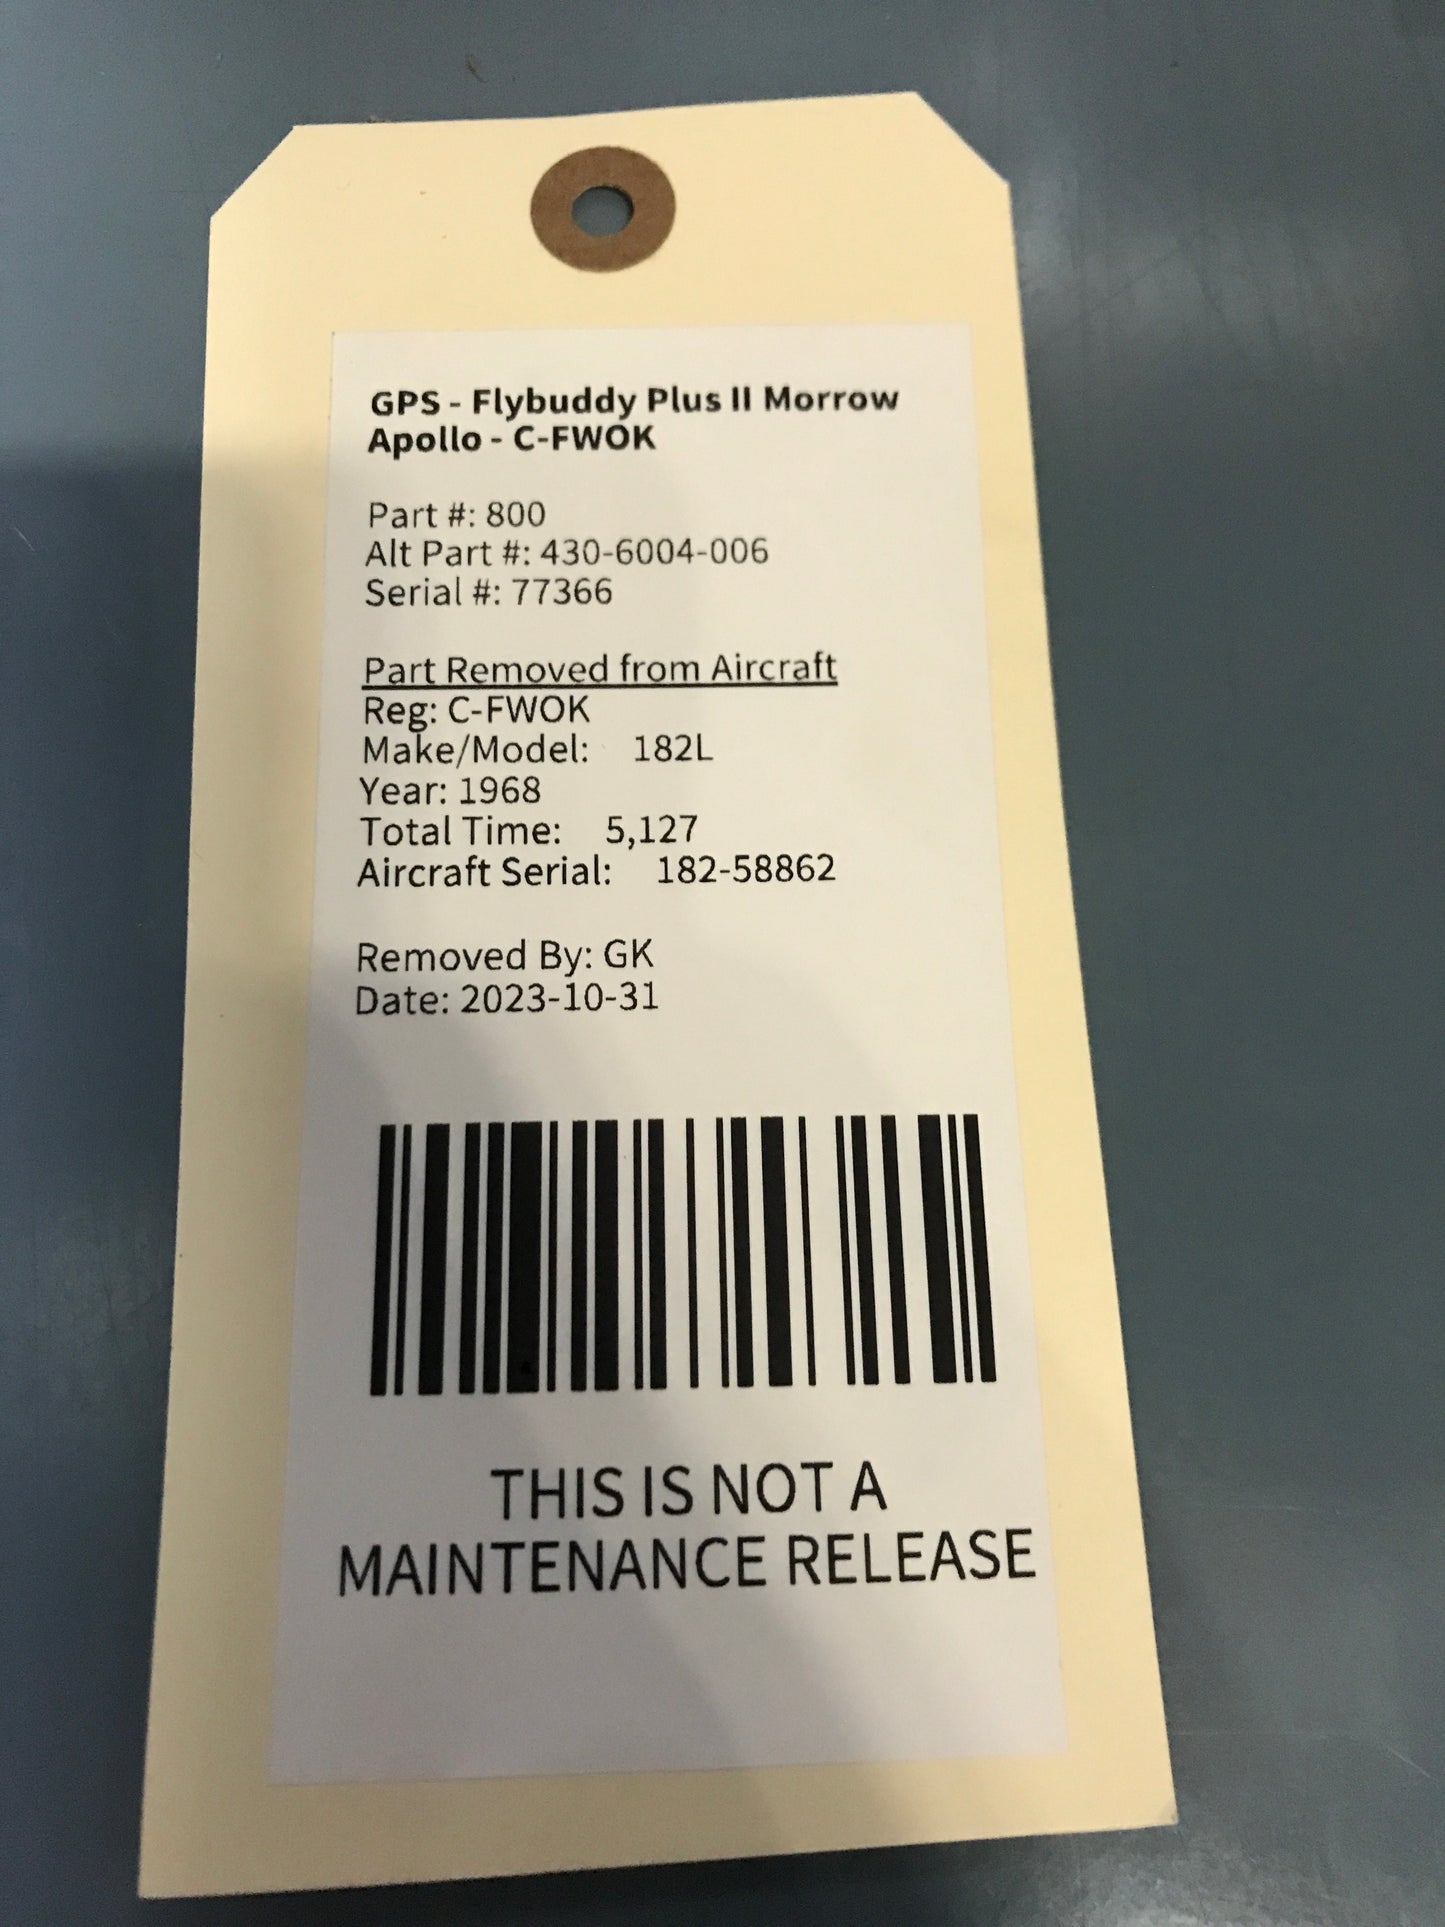 GPS - Flybuddy Plus II Morrow
Apollo - C-FWOK
Part #: 800
Alt Part #: 430-6004-006
Serial #: 77366
Part Removed from Aircraft
Reg: C-FWOK
Make/Model: 182L
Year: 1968
Total Time: 5,127
Aircraft Serial: 182-58862
Removed By: GK
Date: 2023-10-31
THIS IS NOT A
MAINTENANCE RELEASE